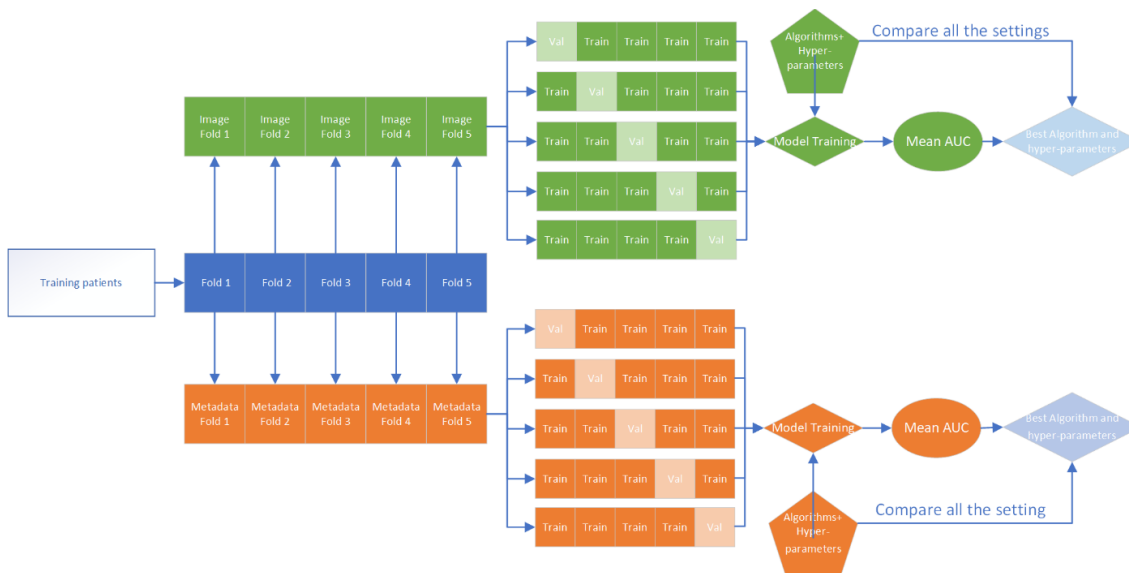 Val Train Train Train Train
Train Val Train Train Train
Train Train Val Train Train
Train Train Train Val Train
Train Train Train Train Val
Algorithms+
Hyper-
parameters
Compare all the settings
Image
Fold 1
Image
Fold 2
Image
Fold 3
Image
Fold 4
Image
Fold 5
Model Training
Mean AUC
Best Algorithm and
hyper-parameters
Training patients
Fold 1
Fold 2
Fold 3
Fold 4
Fold 5
Metadata
Fold 1
Metadata
Fold 2
Metadata
Fold 3
Metadata
Fold 4
Metadata
Fold 5
Val Train Train Train Train
Train Val Train Train Train
Train Train Val Train Train
Train Train Train Val Train
Train Train Train Train Val
Model Training
Mean AUC
Best Algorithm and
hyper-parameters
Algorithms+
Hyper-
parameters
Compare all the setting